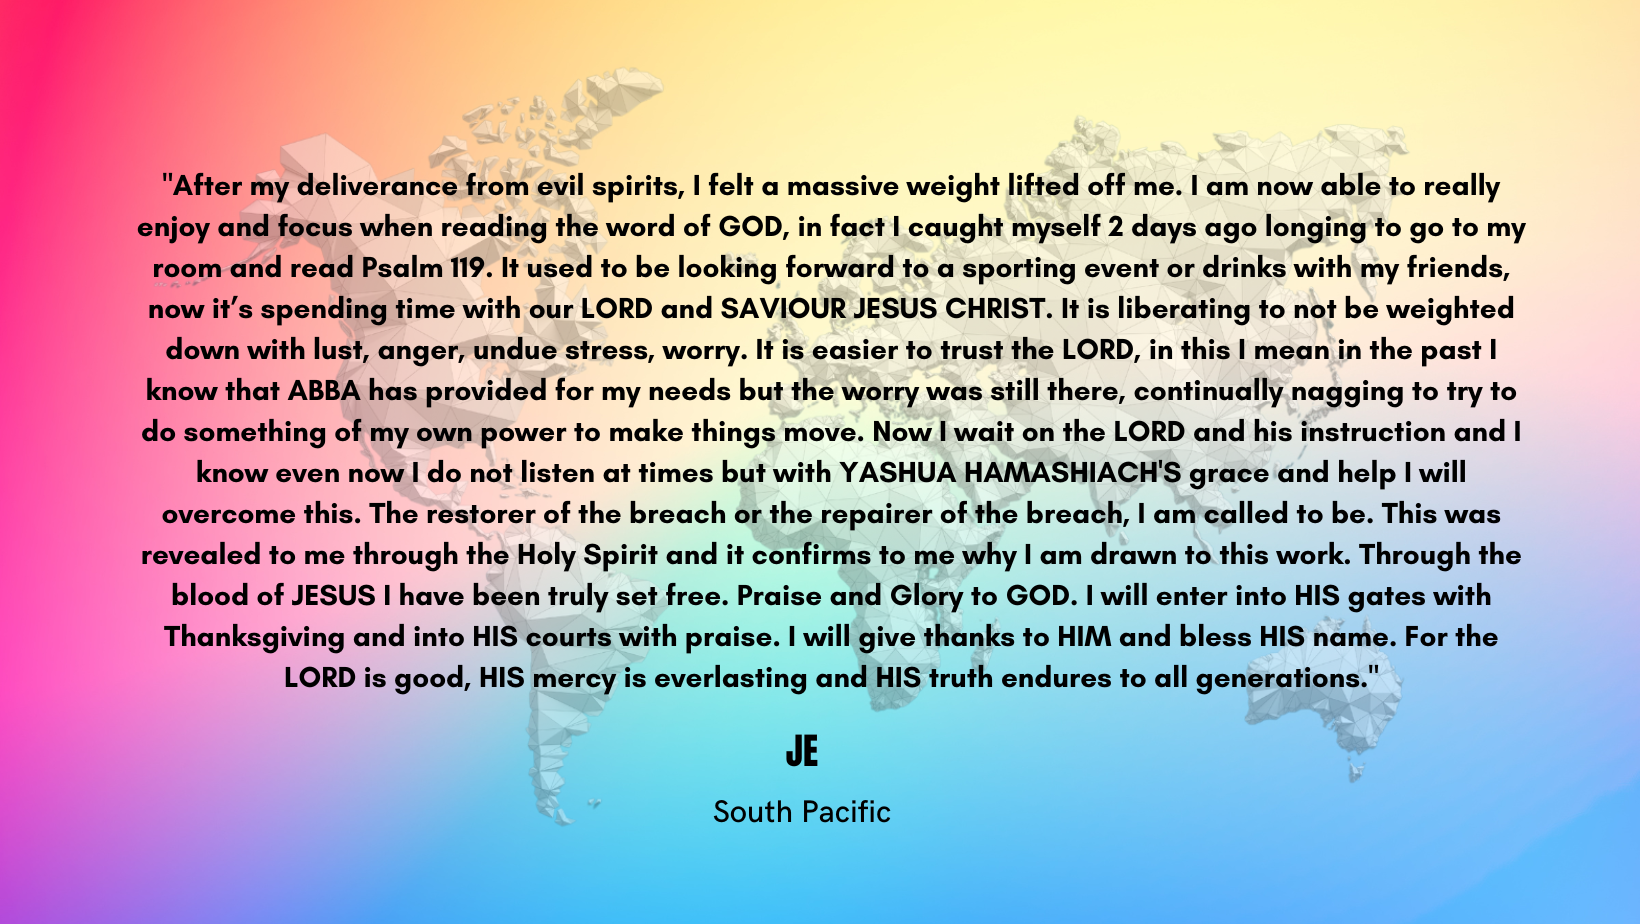 "After my deliverance from evil spirits, I felt a massive weight lifted off me. I am now able to really
enjoy and focus when reading the word of GOD, in fact I caught myself 2 days ago longing to go to my
room and read Psalm 119. It used to be looking forward to a sporting event or drinks with my friends,
now it’s spending time with our LORD and SAVIOUR JESUS CHRIST. It is liberating to not be weighted
down with lust, anger, undue stress, worry. It is easier to trust the LORD, in this I mean in the past I
know that ABBA has provided for my needs but the worry was still there, continually nagging to try to
do something of my own power to make things move. Now I wait on the LORD and his instruction and I
know even now I do not listen at times but with YASHUA HAMASHIACH'S grace and help I will
overcome this. The restorer of the breach or the repairer of the breach, I am called to be. This was
revealed to me through the Holy Spirit and it confirms to me why I am drawn to this work. Through the
blood of JESUS I have been truly set free. Praise and Glory to GOD. I will enter into HIS gates with
Thanksgiving and into HIS courts with praise. I will give thanks to HIM and bless HIS name. For the
LORD is good, HIS mercy is everlasting and HIS truth endures to all generations."
JE
South Pacific